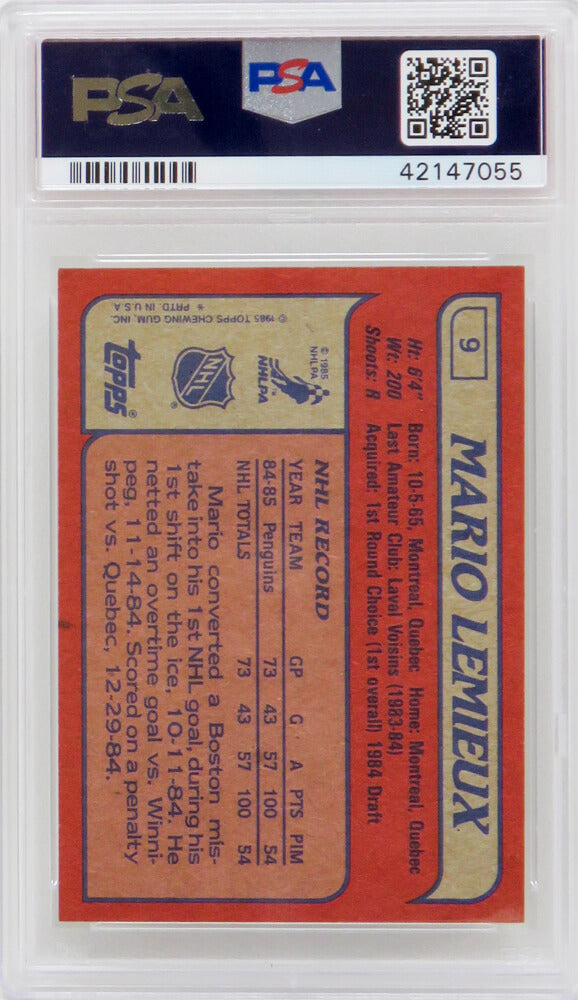 PSA
PSA
42147055
9
MARIO LEMIEUX
Ht: 6'4" Born: 10-5-65, Montreal, Quebec Home: Montreal, Quebec
Wt: 200 Last Amateur Club: Laval Voisins (1983-84)
Shoots: R Acquired: 1st Round Choice (1st overall) 1984 Draft
© 1985
NHLPA
NHLPA
NHL
®
topps®
© 1985 TOPPS CHEWING GUM, INC.
* PRTD. IN U.S.A.
NHL RECORD
YEAR TEAM GP G A PTS PIM
84-85 Penguins 73 43 57 100 54
NHL TOTALS 73 43 57 100 54
Mario converted a Boston mis-
take into his 1st NHL goal, during his
1st shift on the ice, 10-11-84. He
netted an overtime goal vs. Winni-
peg, 11-14-84. Scored on a penalty
shot vs. Quebec, 12-29-84.